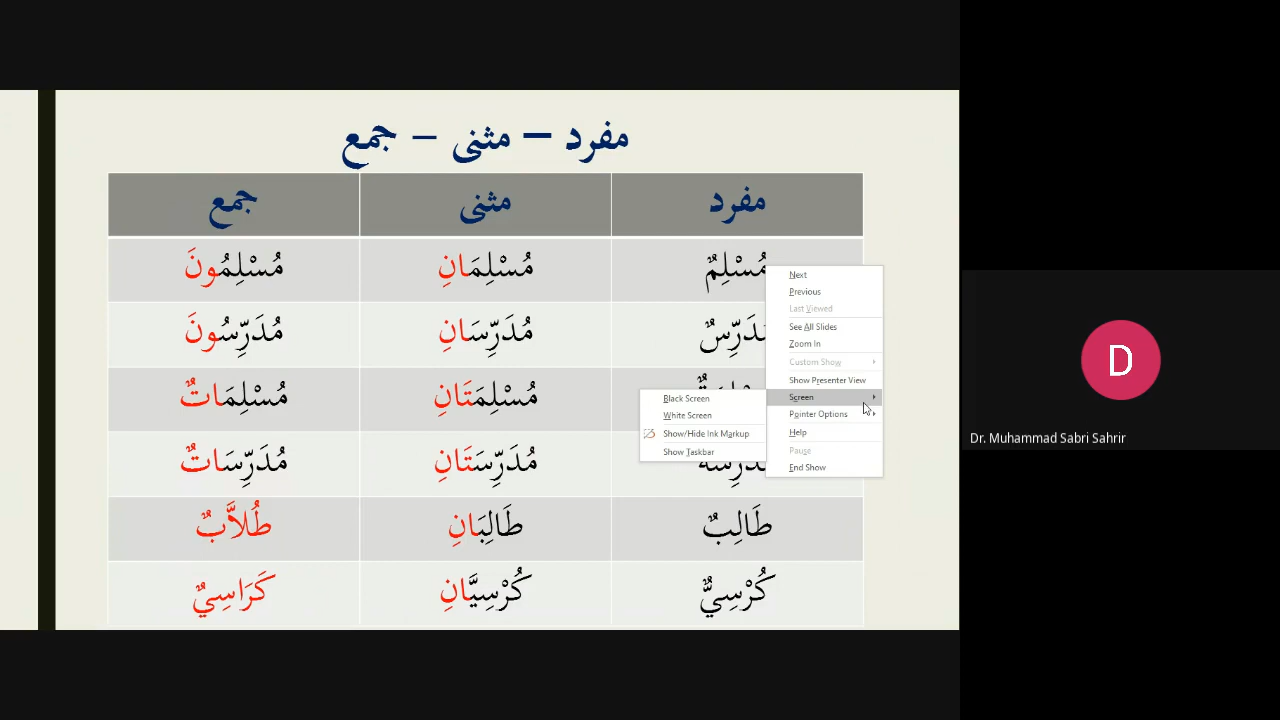 مفرد – مثنى – جمع
مفرد مثنى جمع
مُسْلِمٌ مُسْلِمَانِ مُسْلِمُونَ
مُدَرِّسَانِ مُدَرِّسُونَ
مُسْلِمَتَانِ مُسْلِمَاتٌ
مُدَرِّسَتَانِ مُدَرِّسَاتٌ
طَالِبٌ طَالِبَانِ طُلاَّبٌ
كُرْسِيٌّ كُرْسِيَّانِ كَرَاسِيٌ
Next
Previous
Last Viewed
See All Slides
Zoom In
Custom Show
Show Presenter View
Screen
Pointer Options
Help
Pause
End Show
Black Screen
White Screen
Show/Hide Ink Markup
Show Taskbar
D
Dr. Muhammad Sabri Sahrir